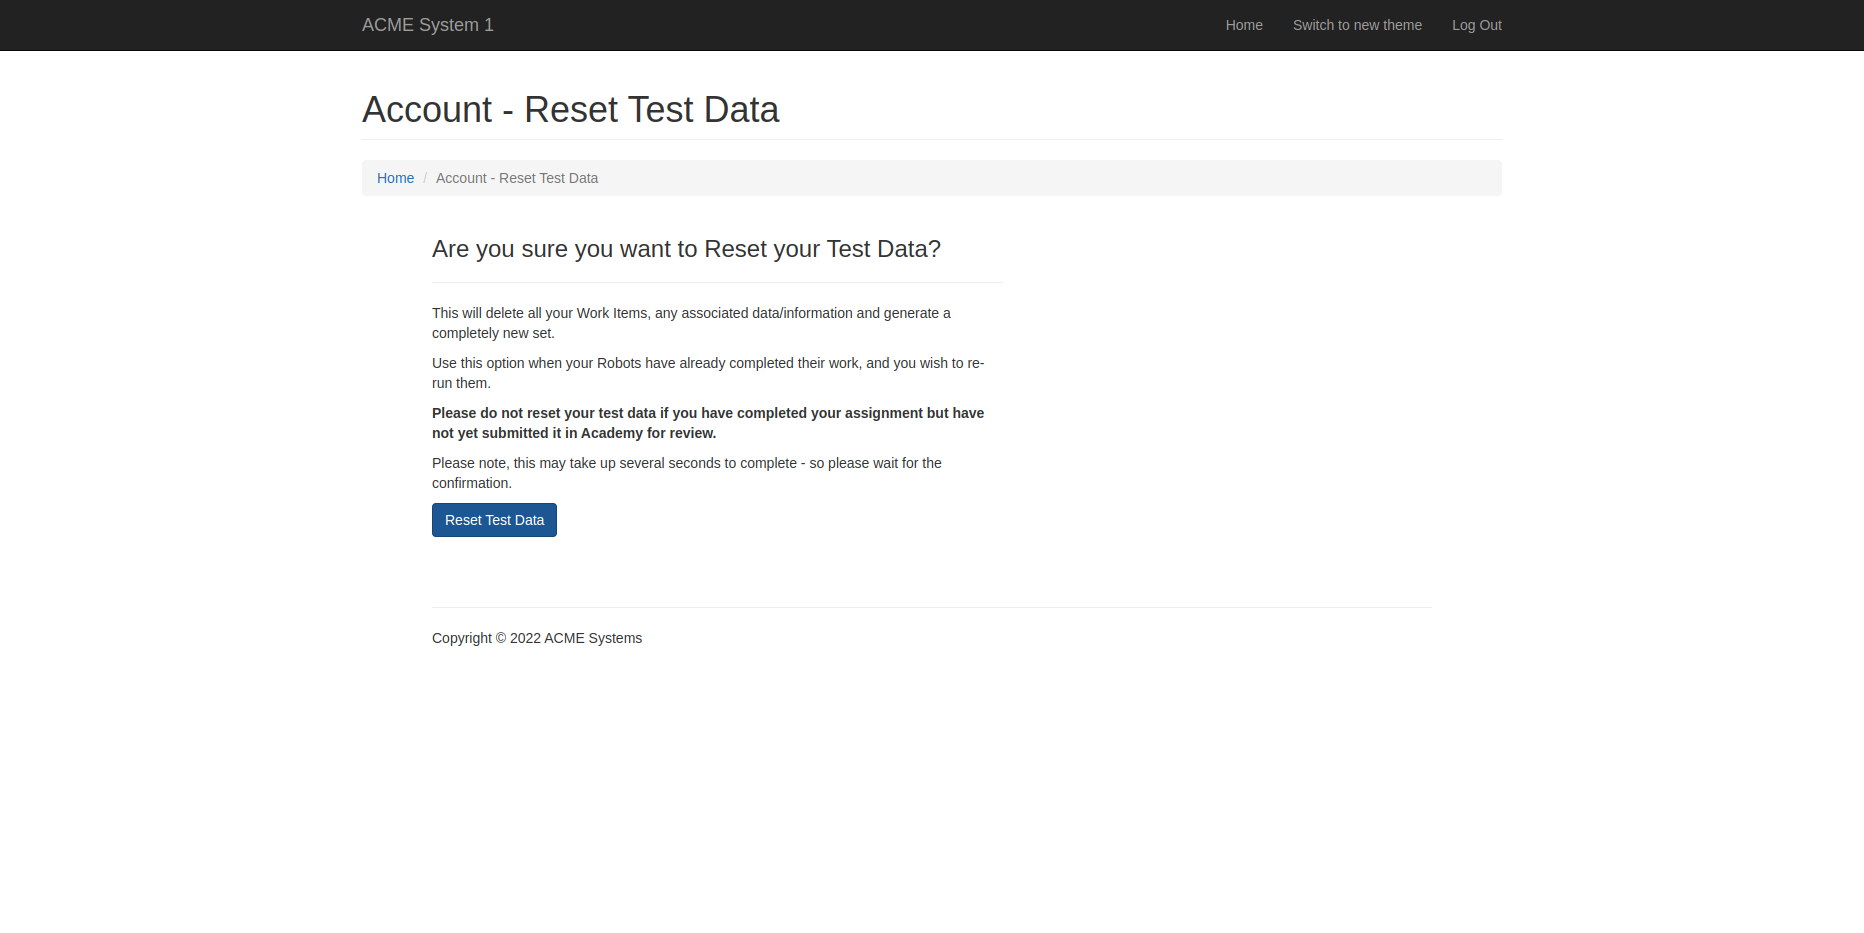 ACME System 1
Home
Switch to new theme
Log Out
Account - Reset Test Data
Home / Account - Reset Test Data
Are you sure you want to Reset your Test Data?
This will delete all your Work Items, any associated data/information and generate a
completely new set.
Use this option when your Robots have already completed their work, and you wish to re-
run them.
Please do not reset your test data if you have completed your assignment but have
not yet submitted it in Academy for review.
Please note, this may take up several seconds to complete - so please wait for the
confirmation.
Reset Test Data
Copyright © 2022 ACME Systems